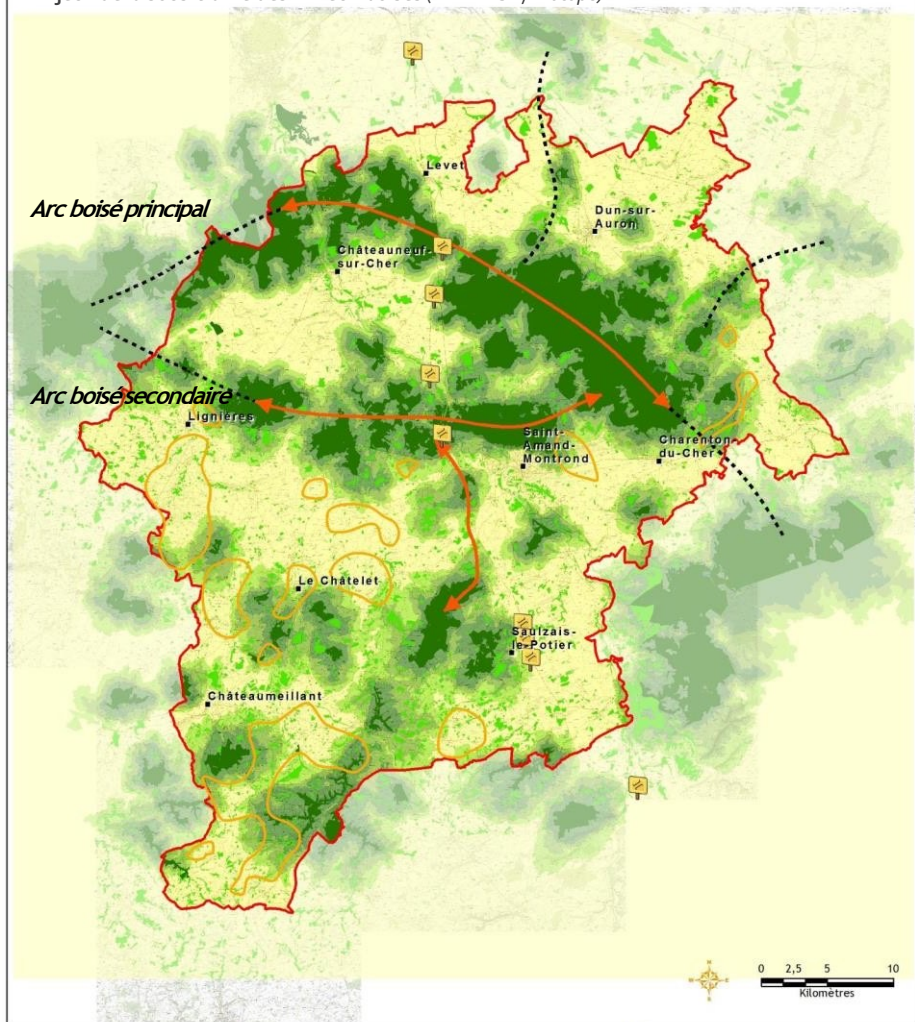 Arc boisé principal
Levet
Dun-sur-
Auron
Châteauneuf-
sur-Cher
Arc boisé secondaire
Lignières
Saint-
Amand-
Montrond
Charenton-
du-Cher
Le Châtelet
Saulzais-
le-Potier
Châteaumeillant
0 2,5 5 10
Kilomètres